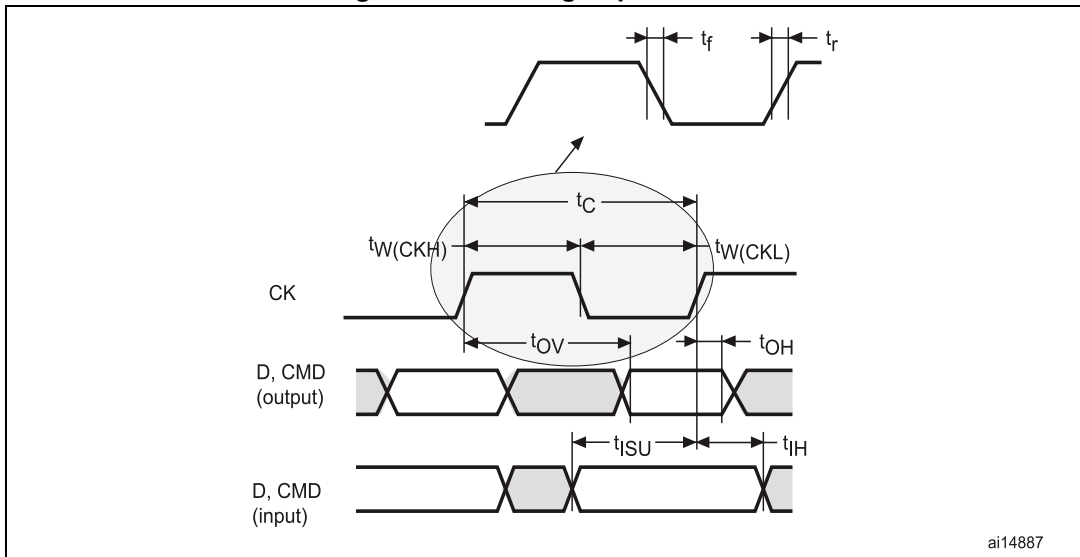 tf
tr
tC
tW(CKH)
tW(CKL)
CK
tOV
tOH
D, CMD
(output)
tISU
tIH
D, CMD
(input)
ai14887